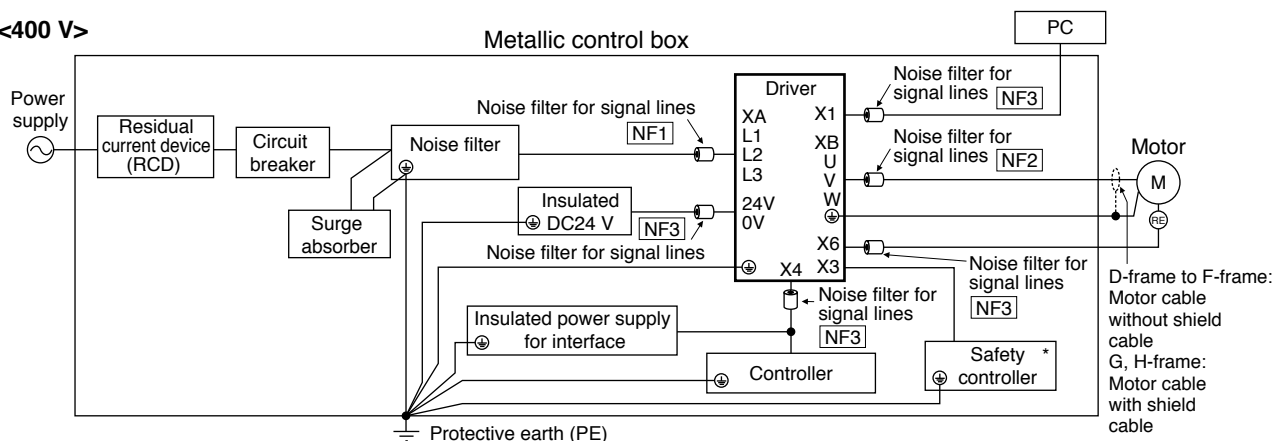 <400 V>
Metallic control box
PC
Power
supply
Residual
current device
(RCD)
Circuit
breaker
Noise filter
Surge
absorber
Noise filter for signal lines
NF1
Insulated
DC24 V
NF3
Noise filter for signal lines
Driver
XA
L1
L2
L3
24V
0V
X1
XB
U
V
W
X6
X4
X3
Noise filter for
signal lines
NF3
Noise filter for
signal lines
NF2
Motor
M
RE
Noise filter for
signal lines
NF3
Noise filter for
signal lines
NF3
D-frame to F-frame:
Motor cable
without shield
cable
G, H-frame:
Motor cable
with shield
cable
Insulated power supply
for interface
Controller
Safety *
controller
Protective earth (PE)